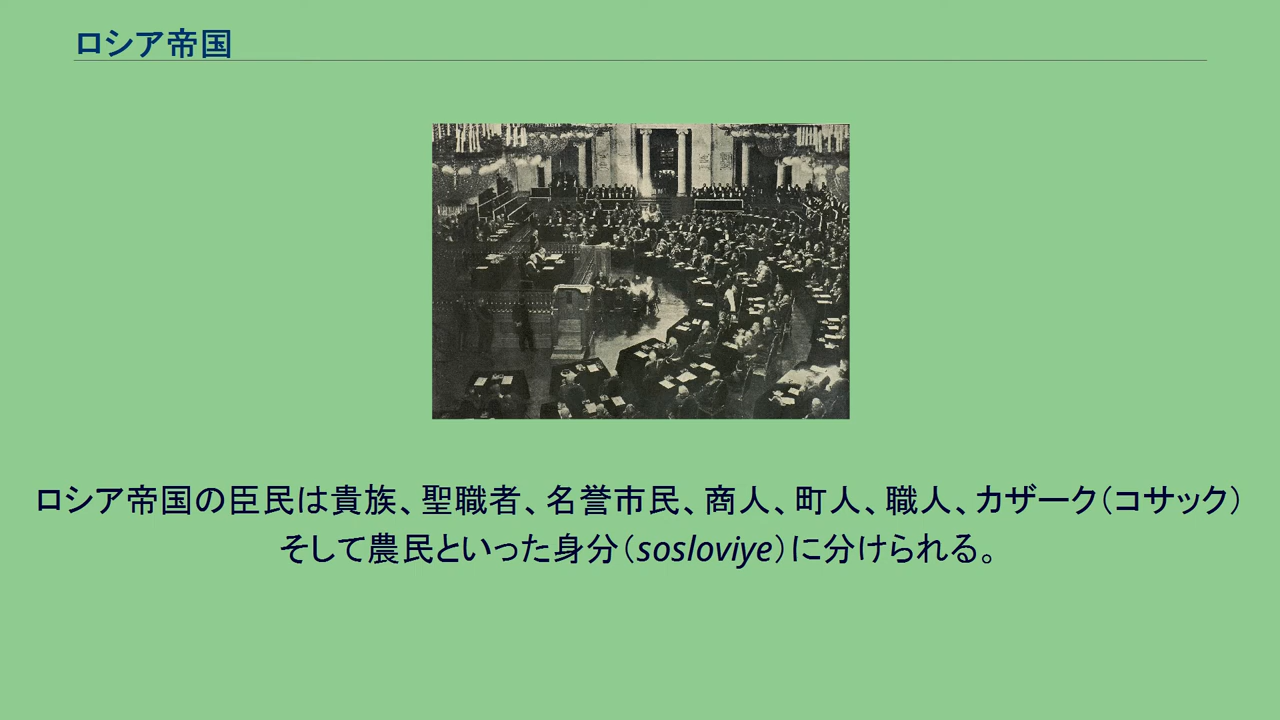 ロシア帝国
ロシア帝国の臣民は貴族、聖職者、名誉市民、商人、町人、職人、カザーク（コサック）
そして農民といった身分（sosloviye）に分けられる。